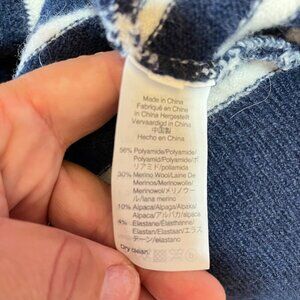 Made in China
Fabriqué en Chine
In China Hergestellt
Vervaardigd in China
中国製
Hecho en China
56% Polyamide/Polyamide/
Polyamid/Polyamide/ポリ
アミド/poliamida
30% Merino Wool/Laine De
Merinos/Merinowolle/
Merinowol/メリノウー
ル/lana Merino
10% Alpaca/Alpaga/Alpaka/
Alpaca/アルパカ/alpaca
4% Elastane/Élasthanne/
Elastan/Elastaan/エラス
テーン/elastano
Dry clean